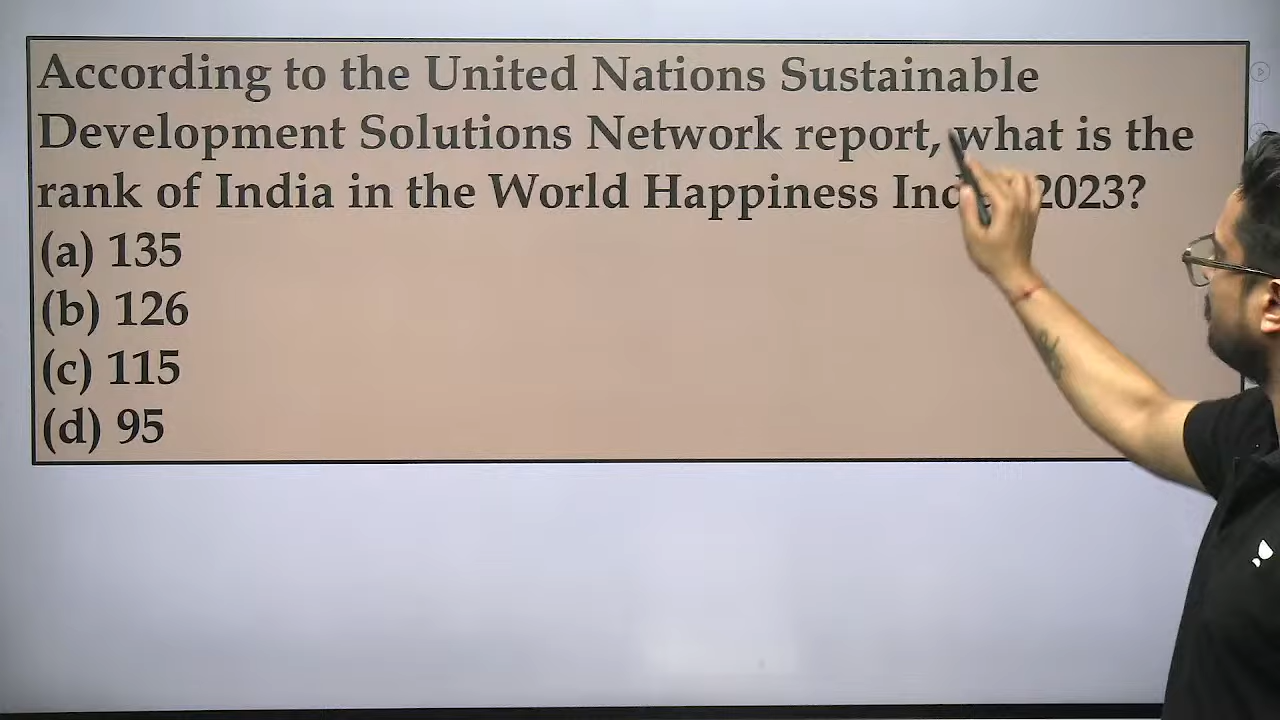 According to the United Nations Sustainable
Development Solutions Network report, what is the
rank of India in the World Happiness 2023?
(a) 135
(b) 126
(c) 115
(d) 95